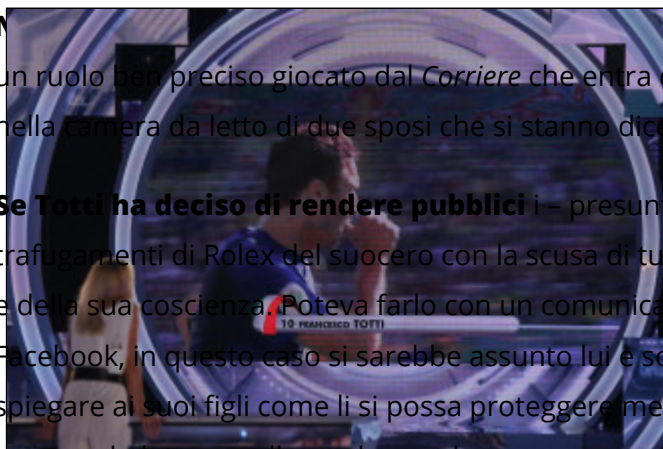 un ruolo ben preciso giocato dal Corriere che entra
nella camera da letto di due sposi che si stanno
Se Totti ha deciso di rendere pubblici i – presun
trafugamenti di Rolex del suocero con la scusa di tu
e della sua coscienza. Poteva farlo con un comunica
10 FRANCESCO TOTTI
Facebook, in questo caso si sarebbe assunto lui e so
spiegare ai suoi figli come li si possa proteggere me